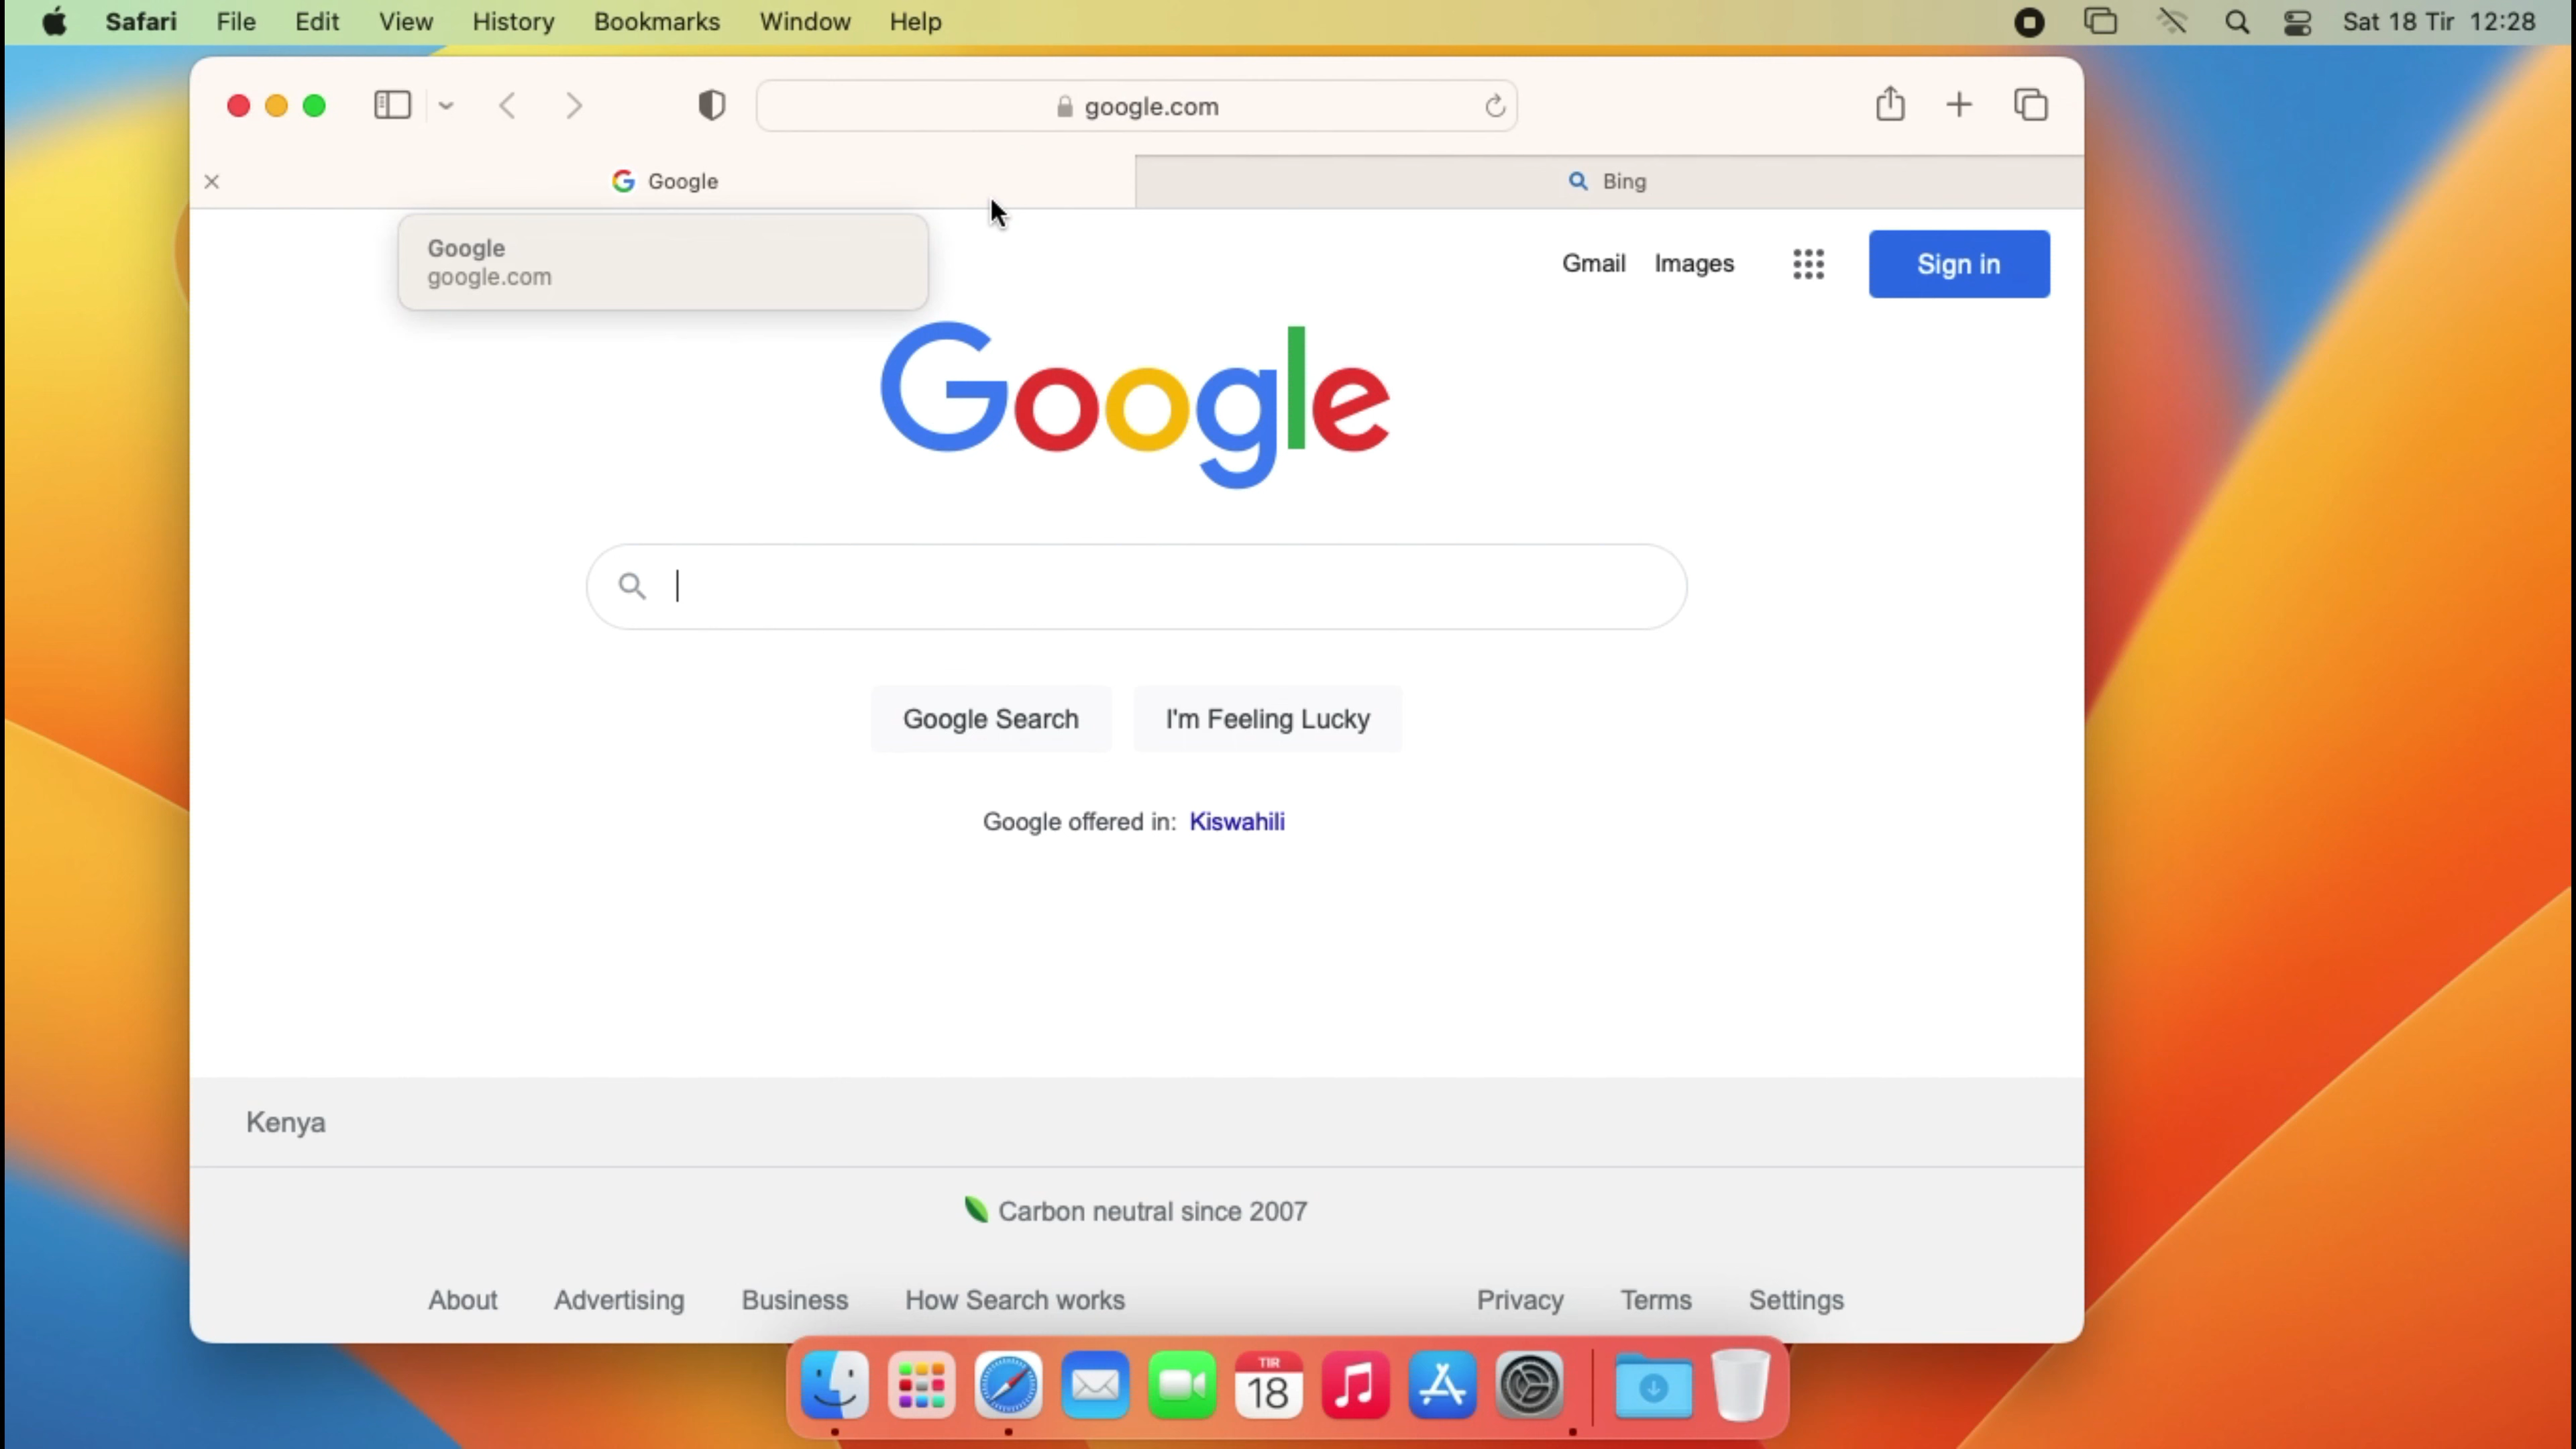 Safari File Edit View History Bookmarks Window Help Sat 18 Tir 12:28
google.com
Google Bing
Google
google.com
Gmail Images Sign in
Google
Google Search I'm Feeling Lucky
Google offered in: Kiswahili
Kenya
Carbon neutral since 2007
About Advertising Business How Search works Privacy Terms Settings
TIR
18